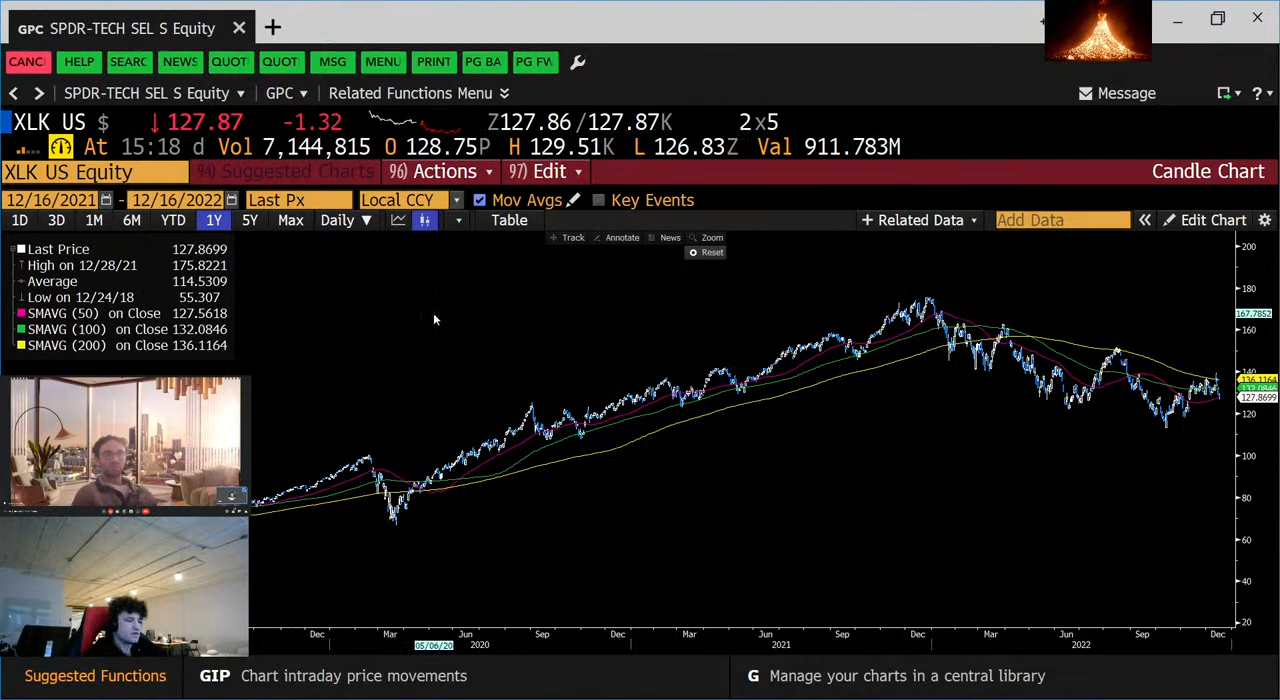 GPC SPDR-TECH SEL S Equity
CANC HELP SEARC NEWS QUOT QUOT MSG MENU PRINT PG BA PG FW
SPDR-TECH SEL S Equity GPC Related Functions Menu Message ?
XLK US $ ↓127.87 -1.32 Z127.86/127.87K 2x5
At 15:18 d Vol 7,144,815 O 128.75P H 129.51K L 126.83Z Val 911.783M
XLK US Equity 94) Suggested Charts 96) Actions 97) Edit Candle Chart
12/16/2021 - 12/16/2022 Last Px Local CCY Mov Avgs Key Events
1D 3D 1M 6M YTD 1Y 5Y Max Daily ▼ Table + Related Data Add Data « Edit Chart
Track Annotate News Zoom
Reset
Last Price 127.8699
High on 12/28/21 175.8221
Average 114.5309
Low on 12/24/18 55.307
SMAVG (50) on Close 127.5618
SMAVG (100) on Close 132.0846
SMAVG (200) on Close 136.1164
200
180
167.7852
160
140
136.1164
132.0846
127.8699
120
100
80
60
40
20
Dec Mar Jun Sep Dec Mar Jun Sep Dec Mar Jun Sep Dec
05/06/20 2020 2021 2022
Suggested Functions GIP Chart intraday price movements G Manage your charts in a central library